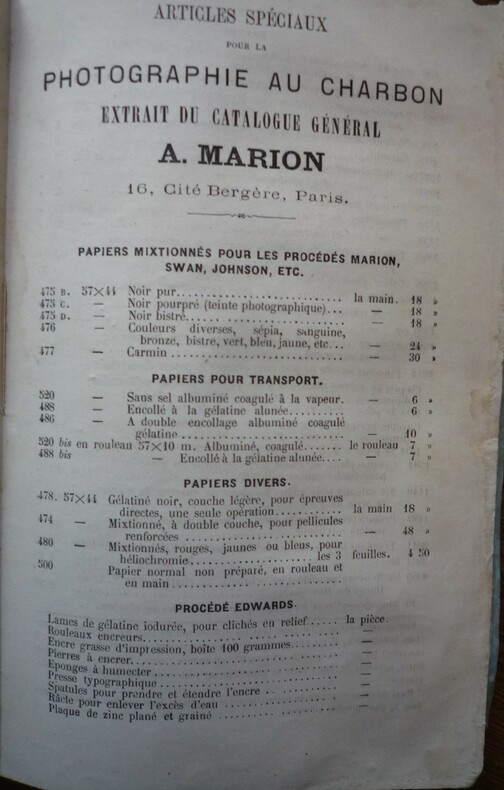 ARTICLES SPÉCIAUX
POUR LA
PHOTOGRAPHIE AU CHARBON
EXTRAIT DU CATALOGUE GÉNÉRAL
A. MARION
16, Cité Bergère, Paris.
PAPIERS MIXTIONNÉS POUR LES PROCÉDÉS MARION,
SWAN, JOHNSON, ETC.
475 B. 57×44 Noir pur................................ la main. 18 »
475 C. — Noir pourpré (teinte photographique)... — 18 »
475 D. — Noir bistre............................ — 18 »
476 — Couleurs diverses, sépia, sanguine,
bronze, bistre, vert, bleu, jaune, etc... — 24 »
477 — Carmin ................................ — 30 »
PAPIERS POUR TRANSPORT.
520 — Sans sel albuminé coagulé à la vapeur. — 6 »
488 — Encollé à la gélatine alunée.......... — 6 »
486 — A double encollage albuminé coagulé
gélatine ............................ — 10 »
520 bis en rouleau 57×10 m. Albuminé, coagulé....... le rouleau 7 »
488 bis — Encollé à la gélatine alunée.... — 7 »
PAPIERS DIVERS.
478. 57×44 Gélatiné noir, couche légère, pour épreuves
directes, une seule opération............ la main 18 »
474 — Mixtionné, à double couche, pour pellicules
renforcées ............................ — 48 »
480 — Mixtionnés, rouges, jaunes ou bleus, pour
héliochromie................... les 3 feuilles. 4 50
500 Papier normal non préparé, en rouleau et
en main ............................
PROCÉDÉ EDWARDS.
Lames de gélatine iodurée, pour clichés en relief..... la pièce.
Rouleaux encreurs........................ —
Encre grasse d'impression, boîte 100 grammes......... —
Pierres à encrer............................ —
Eponges à humecter........................ —
Presse typographique ........................ —
Spatules pour prendre et étendre l'encre .............. —
Râcle pour enlever l'excès d'eau .................... —
Plaque de zinc plané et grainé .................... —